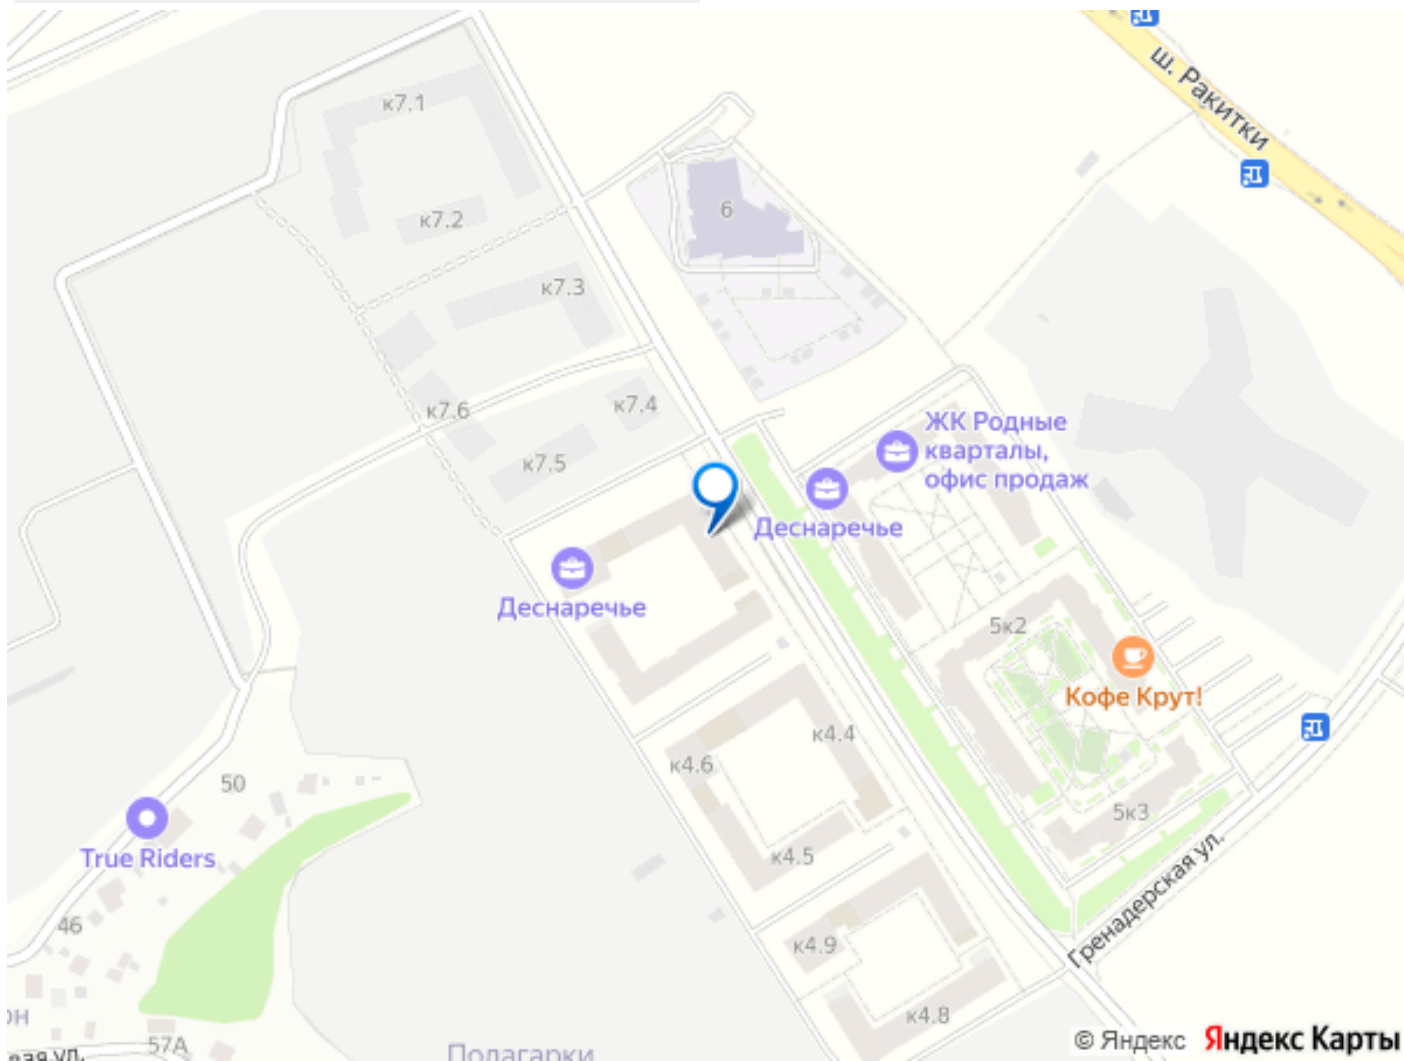 ш. Ракитки
к7.1
6
к7.2
к7.3
к7.6
к7.4
к7.5
ЖК Родные
кварталы,
офис продаж
Деснаречье
Деснаречье
5к2
Кофе Крут!
к4.4
к4.6
50
5к3
True Riders
к4.5
Гренадерская ул.
46
к4.9
к4.8
57А
Подагарки
© Яндекс Яндекс Карты